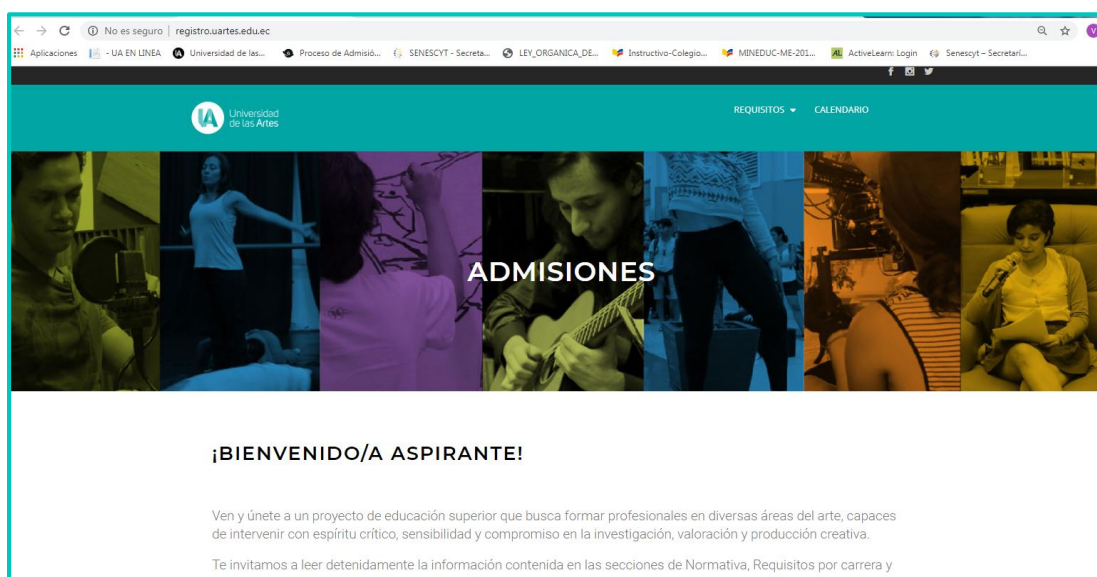 No es seguro | registro.uartes.edu.ec
Aplicaciones - UA EN LINEA Universidad de las... Proceso de Admisió... SENESCYT - Secreta... LEY_ORGANICA_DE... Instructivo-Colegio... MINEDUC-ME-201... AL ActiveLearn: Login Senescyt – Secretarí...
UA Universidad
de las Artes
REQUISITOS CALENDARIO
ADMISIONES
¡BIENVENIDO/A ASPIRANTE!
Ven y únete a un proyecto de educación superior que busca formar profesionales en diversas áreas del arte, capaces
de intervenir con espíritu crítico, sensibilidad y compromiso en la investigación, valoración y producción creativa.
Te invitamos a leer detenidamente la información contenida en las secciones de Normativa, Requisitos por carrera y